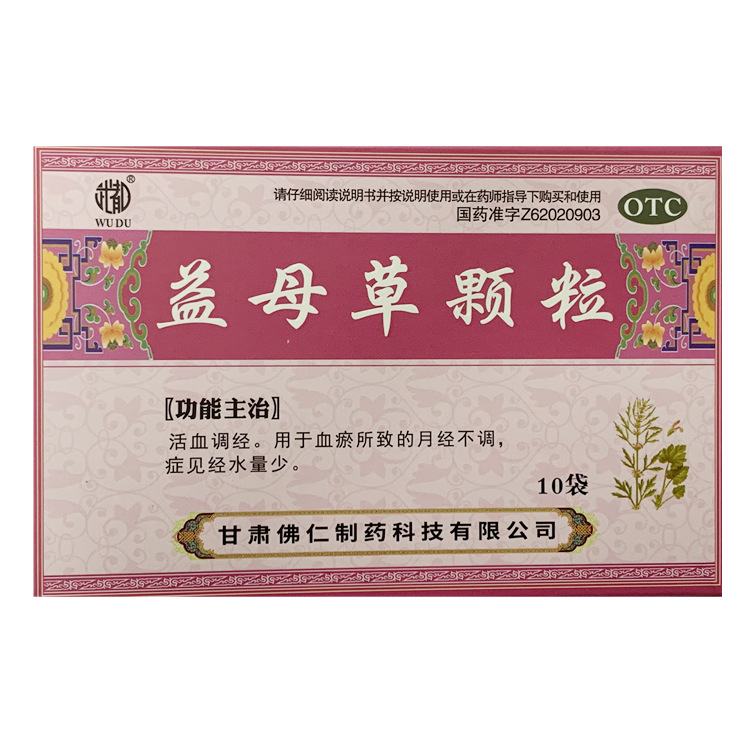 武都®
WU DU
请仔细阅读说明书并按说明使用或在药师指导下购买和使用
国药准字Z62020903
OTC
益母草颗粒
〖功能主治〗
活血调经。用于血瘀所致的月经不调，
症见经水量少。
10袋
甘肃佛仁制药科技有限公司